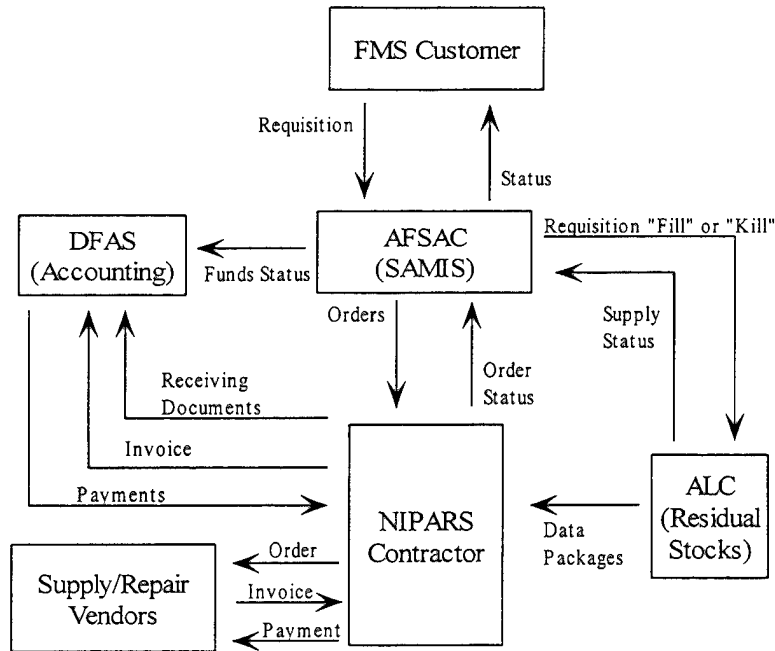 FMS Customer
Requisition
Status
DFAS
(Accounting)
Funds Status
AFSAC
(SAMIS)
Requisition "Fill" or "Kill"
Supply
Status
Orders
Order
Status
Receiving
Documents
Invoice
Payments
NIPARS
Contractor
Data
Packages
ALC
(Residual
Stocks)
Supply/Repair
Vendors
Order
Invoice
Payment